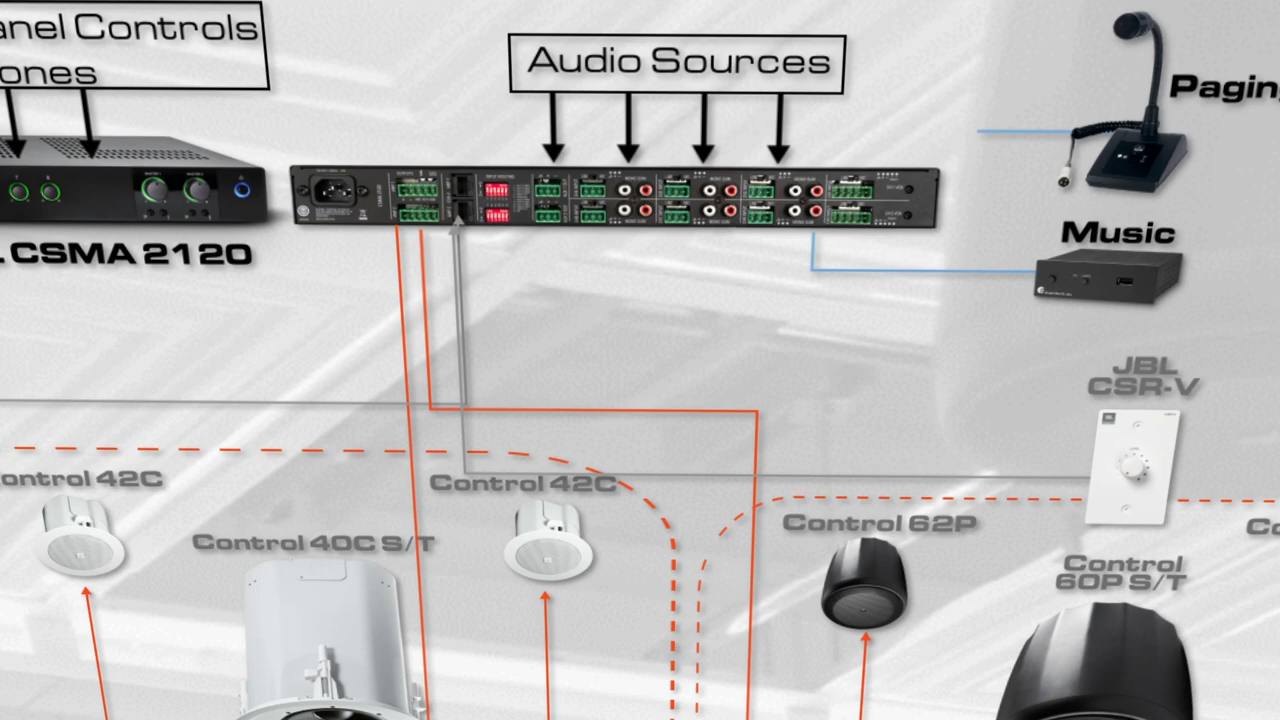 anel Controls
ones
Audio Sources
Paging
CSMA 2120
Music
JBL
CSR-V
Control 42C
Control 42C
Control 62P
Control 40C S/T
Control
60P S/T